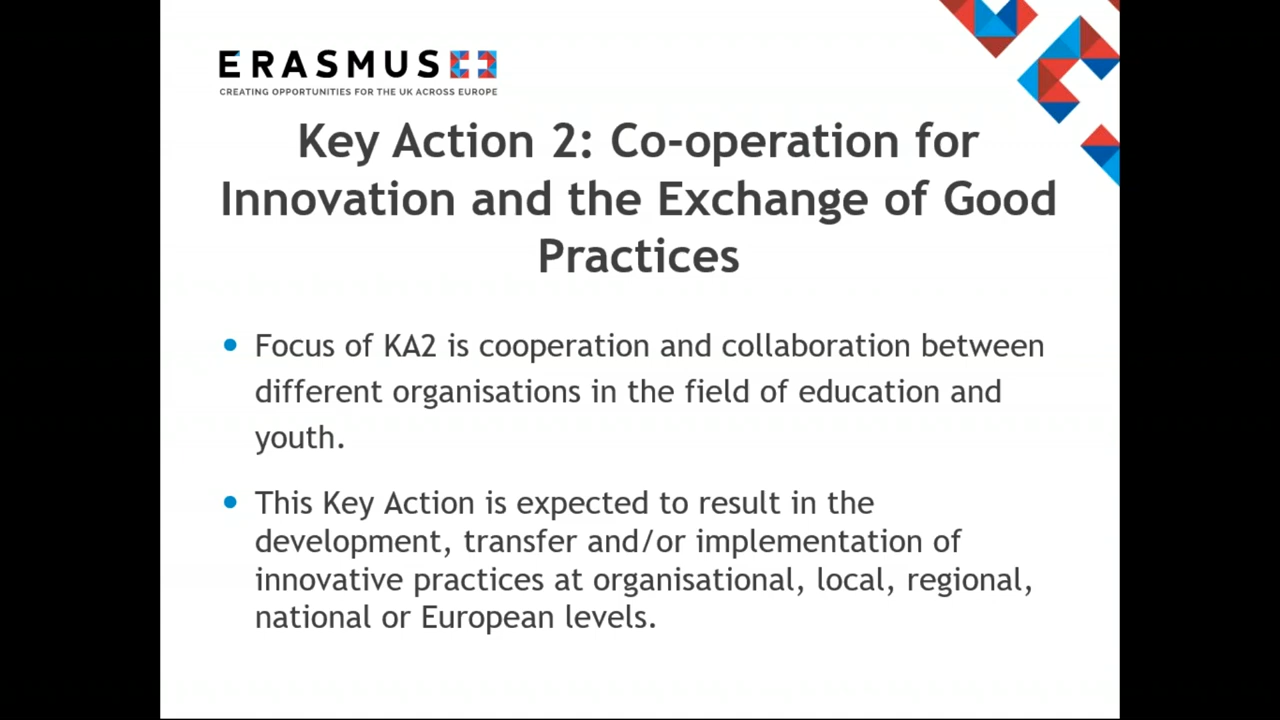 ERASMUS+
CREATING OPPORTUNITIES FOR THE UK ACROSS EUROPE
Key Action 2: Co-operation for
Innovation and the Exchange of Good
Practices
• Focus of KA2 is cooperation and collaboration between
different organisations in the field of education and
youth.
• This Key Action is expected to result in the
development, transfer and/or implementation of
innovative practices at organisational, local, regional,
national or European levels.